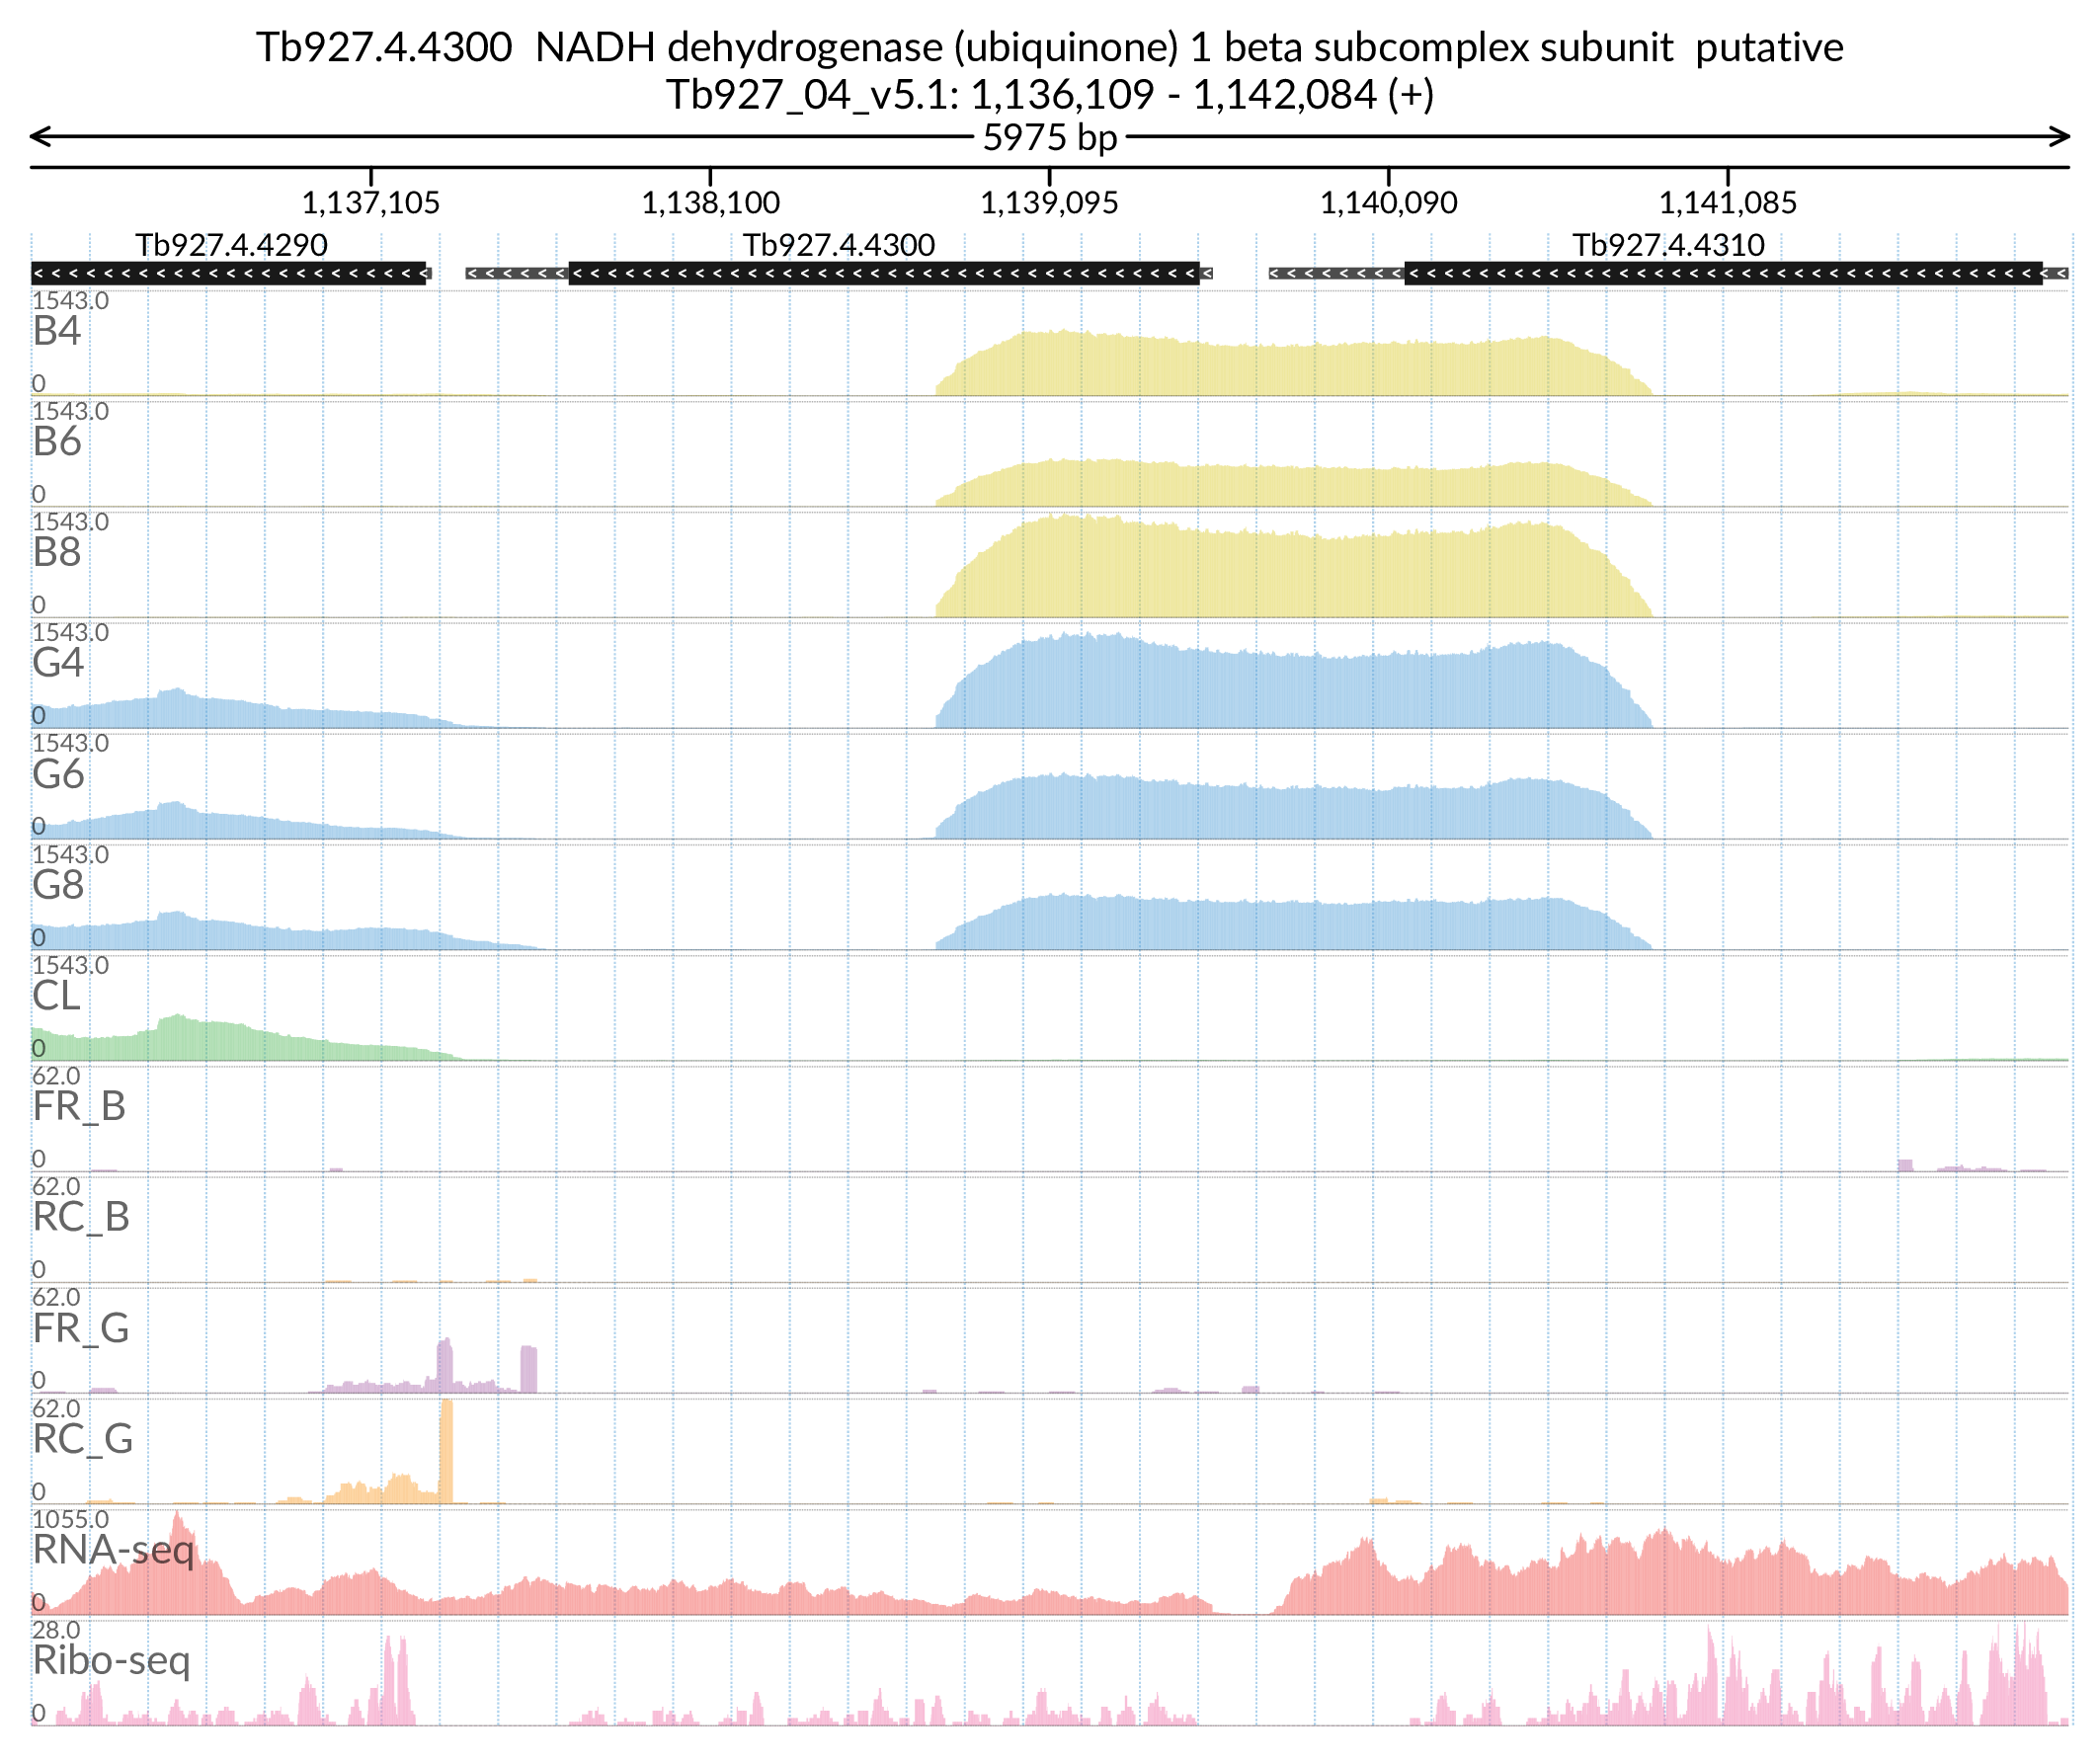 Tb927.4.4300  NADH dehydrogenase (ubiquinone) 1 beta subcomplex subunit  putative
Tb927_04_v5.1: 1,136,109 - 1,142,084 (+)
5975 bp
1,137,105 1,138,100 1,139,095 1,140,090 1,141,085
Tb927.4.4290 Tb927.4.4300 Tb927.4.4310
1543.0
B4
0
1543.0
B6
0
1543.0
B8
0
1543.0
G4
0
1543.0
G6
0
1543.0
G8
0
1543.0
CL
0
62.0
FR_B
0
62.0
RC_B
0
62.0
FR_G
0
62.0
RC_G
0
1055.0
RNA-seq
0
28.0
Ribo-seq
0